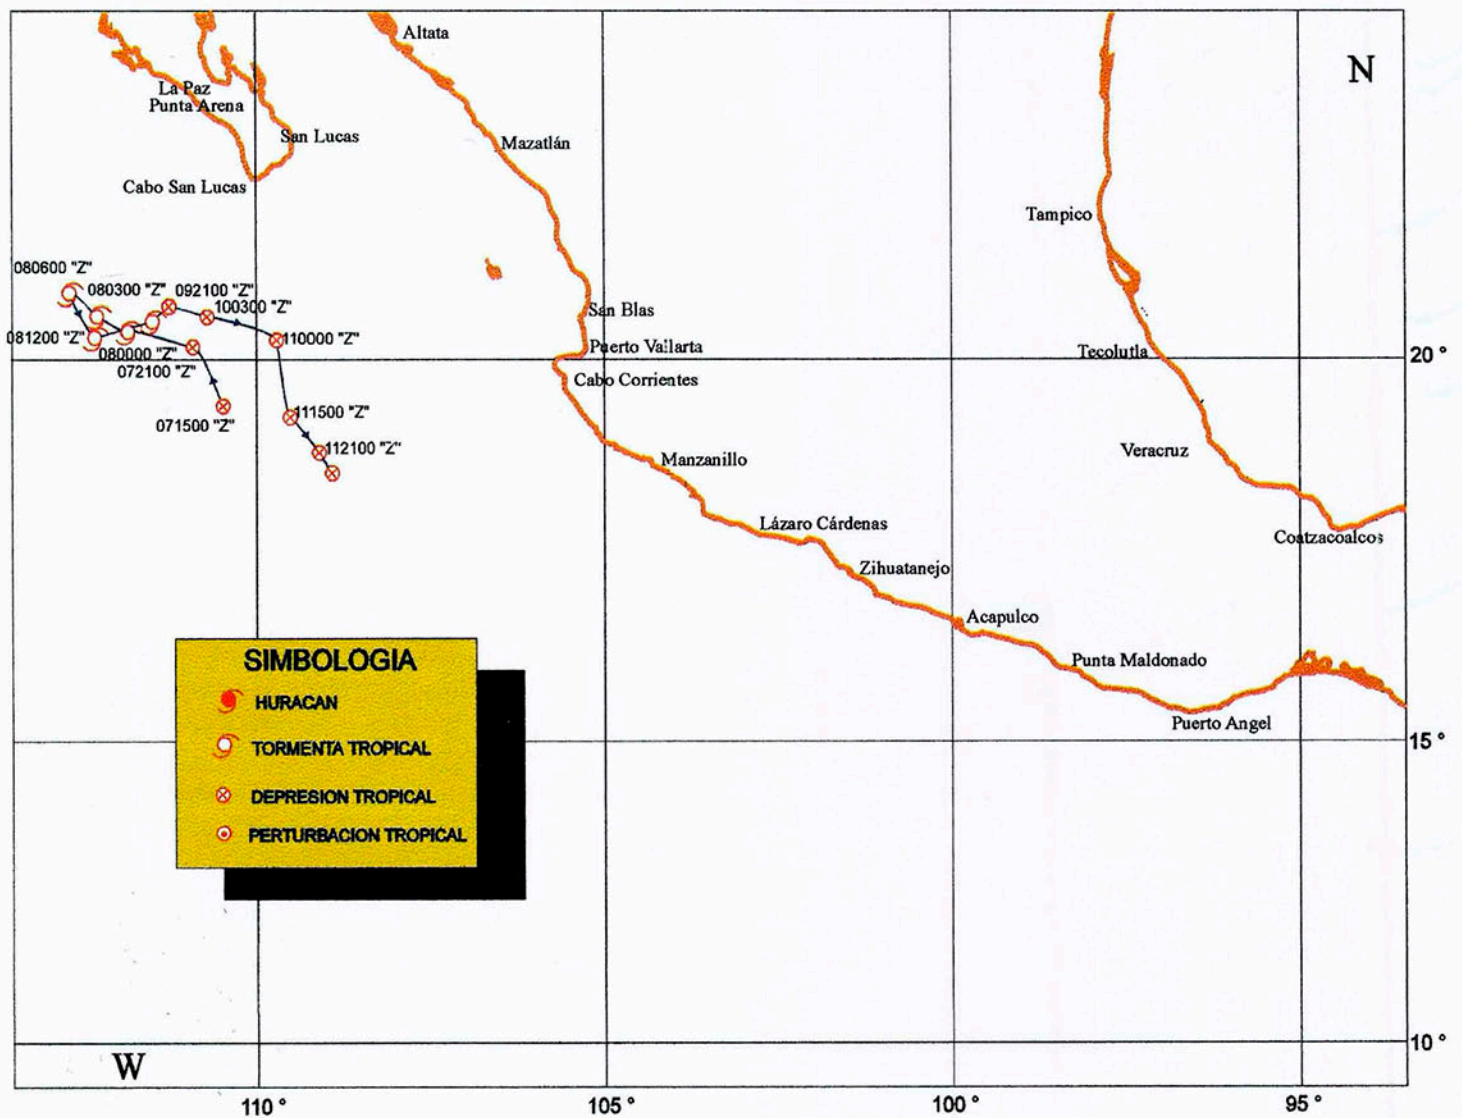 Altata
N
La Paz
Punta Arena
San Lucas
Mazatlán
Cabo San Lucas
Tampico
080600 "Z"
080300 "Z"
092100 "Z"
100300 "Z"
San Blas
081200 "Z"
110000 "Z"
Puerto Vallarta
080000 "Z"
Tecolutla
20 °
072100 "Z"
Cabo Corrientes
071500 "Z"
111500 "Z"
112100 "Z"
Veracruz
Manzanillo
Lázaro Cárdenas
Coatzacoalcos
Zihuatanejo
Acapulco
SIMBOLOGIA
Punta Maldonado
HURACAN
Puerto Angel
TORMENTA TROPICAL
15 °
DEPRESION TROPICAL
PERTURBACION TROPICAL
10 °
W
110 °
105 °
100 °
95 °